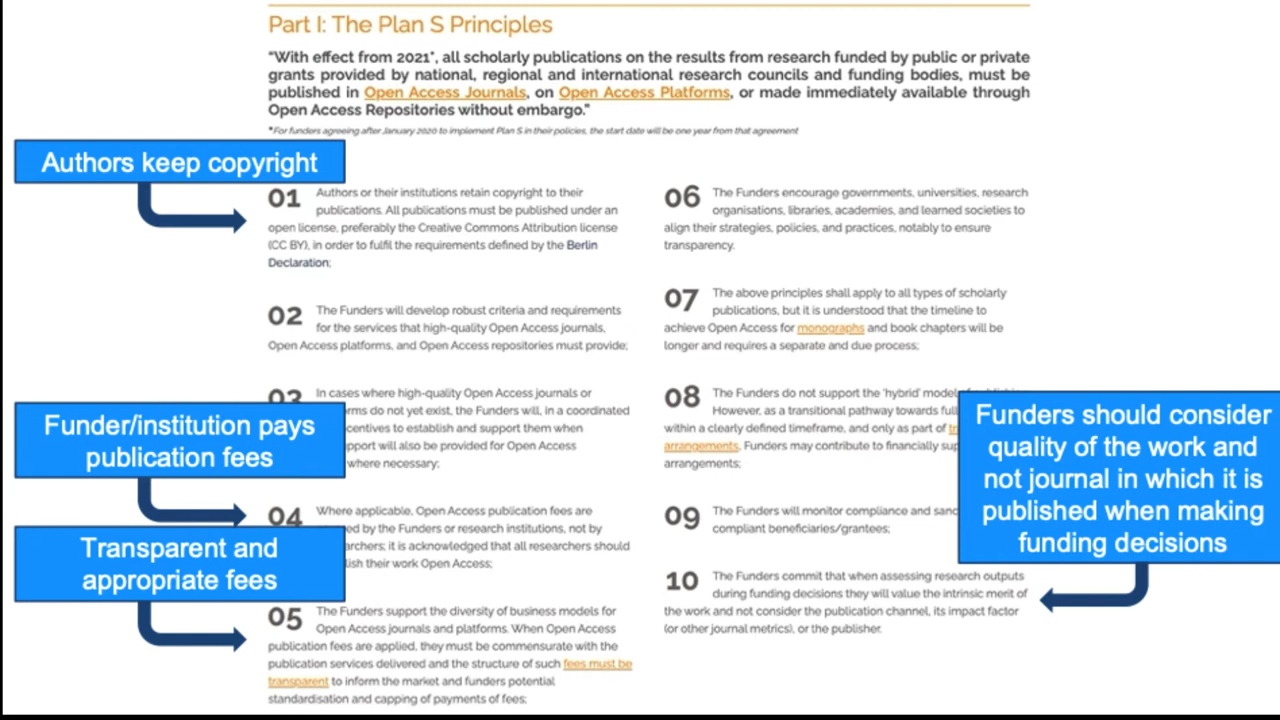 Part I: The Plan S Principles
“With effect from 2021*, all scholarly publications on the results from research funded by public or private
grants provided by national, regional and international research councils and funding bodies, must be
published in Open Access Journals, on Open Access Platforms, or made immediately available through
Open Access Repositories without embargo.”
*For funders agreeing after January 2020 to implement Plan S in their policies, the start date will be one year from that agreement
Authors keep copyright
01 Authors or their institutions retain copyright to their
publications. All publications must be published under an
open license, preferably the Creative Commons Attribution license
(CC BY), in order to fulfil the requirements defined by the Berlin
Declaration;
02 The Funders will develop robust criteria and requirements
for the services that high-quality Open Access journals,
Open Access platforms, and Open Access repositories must provide;
03 In cases where high-quality Open Access journals or
do not yet exist, the Funders will, in a coordinated
to establish and support them when
will also be provided for Open Access
where necessary;
Funder/institution pays
publication fees
04 Where applicable, Open Access publication fees are
by the Funders or research institutions, not by
it is acknowledged that all researchers should
their work Open Access;
Transparent and
appropriate fees
05 The Funders support the diversity of business models for
Open Access journals and platforms. When Open Access
publication fees are applied, they must be commensurate with the
publication services delivered and the structure of such fees must be
transparent to inform the market and funders potential
standardisation and capping of payments of fees;
06 The Funders encourage governments, universities, research
organisations, libraries, academies, and learned societies to
align their strategies, policies, and practices, notably to ensure
transparency.
07 The above principles shall apply to all types of scholarly
publications, but it is understood that the timeline to
achieve Open Access for monographs and book chapters will be
longer and requires a separate and due process;
08 The Funders do not support the ‘hybrid’ model
However, as a transitional pathway towards
within a clearly defined timeframe, and only as part of
arrangements, Funders may contribute to financially
arrangements;
09 The Funders will monitor compliance and
compliant beneficiaries/grantees;
10 The Funders commit that when assessing research outputs
during funding decisions they will value the intrinsic merit of
the work and not consider the publication channel, its impact factor
(or other journal metrics), or the publisher.
Funders should consider
quality of the work and
not journal in which it is
published when making
funding decisions